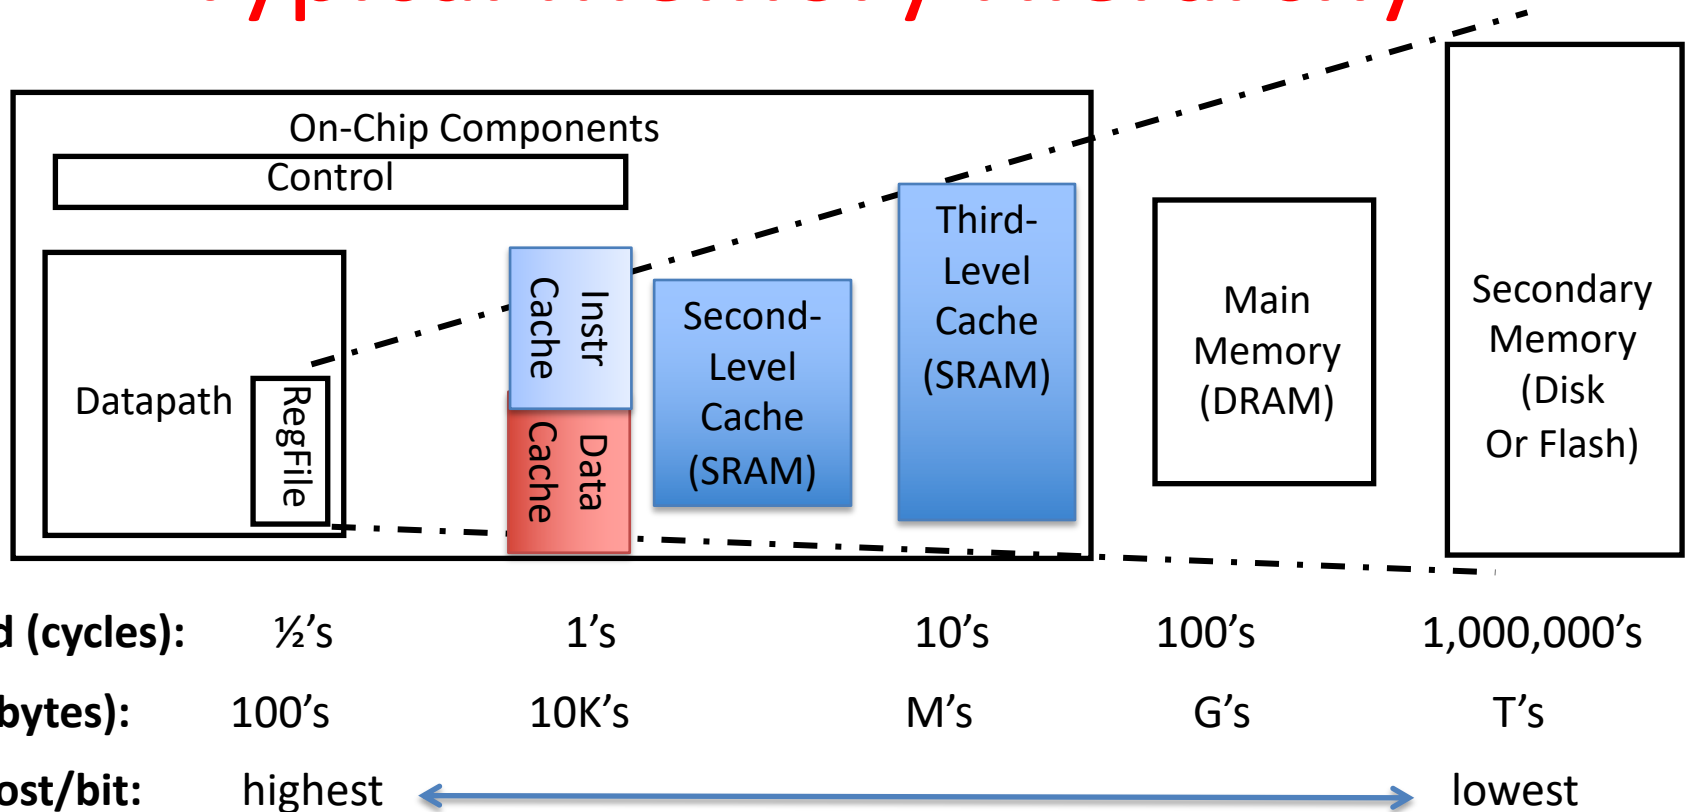 On-Chip Components
Control
Datapath
RegFile
Instr
Cache
Data
Cache
Second-
Level
Cache
(SRAM)
Third-
Level
Cache
(SRAM)
Main
Memory
(DRAM)
Secondary
Memory
(Disk
Or Flash)
(cycles): ½'s 1's 10's 100's 1,000,000's
bytes): 100's 10K's M's G's T's
ost/bit: highest lowest